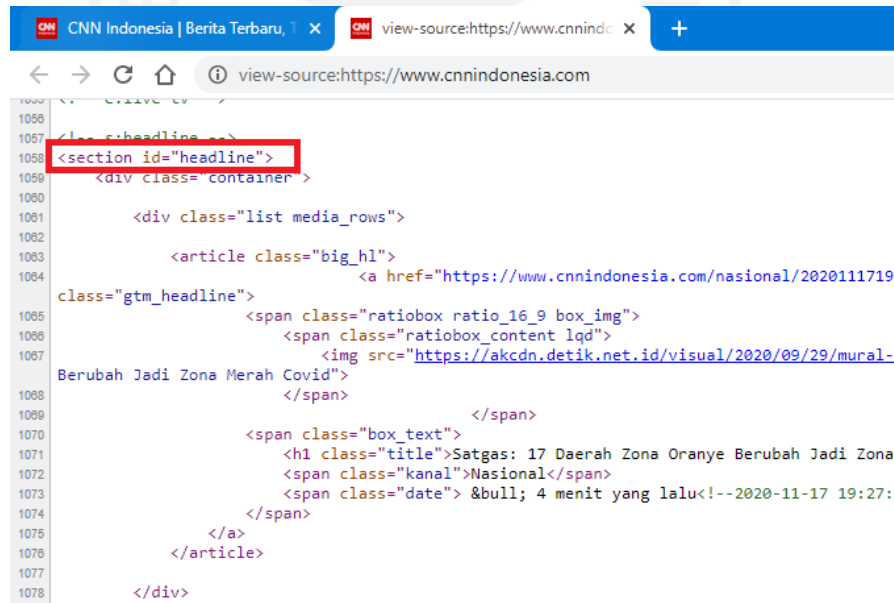 CNN Indonesia | Berita Terbaru, T
view-source:https://www.cnnindo
view-source:https://www.cnnindonesia.com
1056
1057 <!-- s:headline -->
1058 <section id="headline">
1059 <div class="container">
1060
1061 <div class="list media_rows">
1062
1063 <article class="big_hl">
1064 <a href="https://www.cnnindonesia.com/nasional/2020111719
class="gtm_headline">
1065 <span class="ratiobox ratio_16_9 box_img">
1066 <span class="ratiobox_content lqd">
1067 <img src="https://akcdn.detik.net.id/visual/2020/09/29/mural-
Berubah Jadi Zona Merah Covid">
1068 </span>
1069 </span>
1070 <span class="box_text">
1071 <h1 class="title">Satgas: 17 Daerah Zona Oranye Berubah Jadi Zona
1072 <span class="kanal">Nasional</span>
1073 <span class="date"> &bull; 4 menit yang lalu<!--2020-11-17 19:27:
1074 </span>
1075 </a>
1076 </article>
1077
1078 </div>